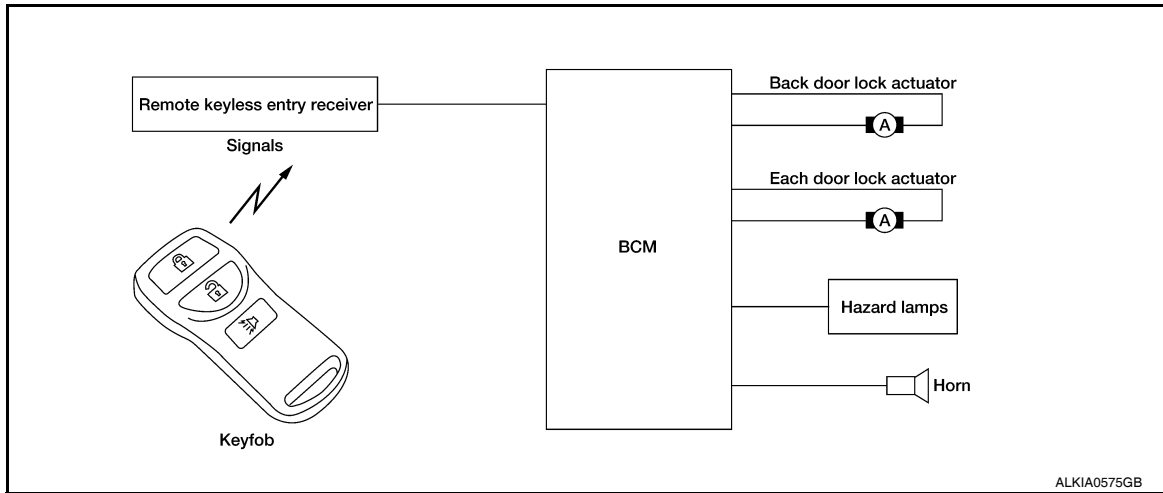 Remote keyless entry receiver
Signals
Keyfob
BCM
Back door lock actuator
A
Each door lock actuator
A
Hazard lamps
Horn
ALKIA0575GB